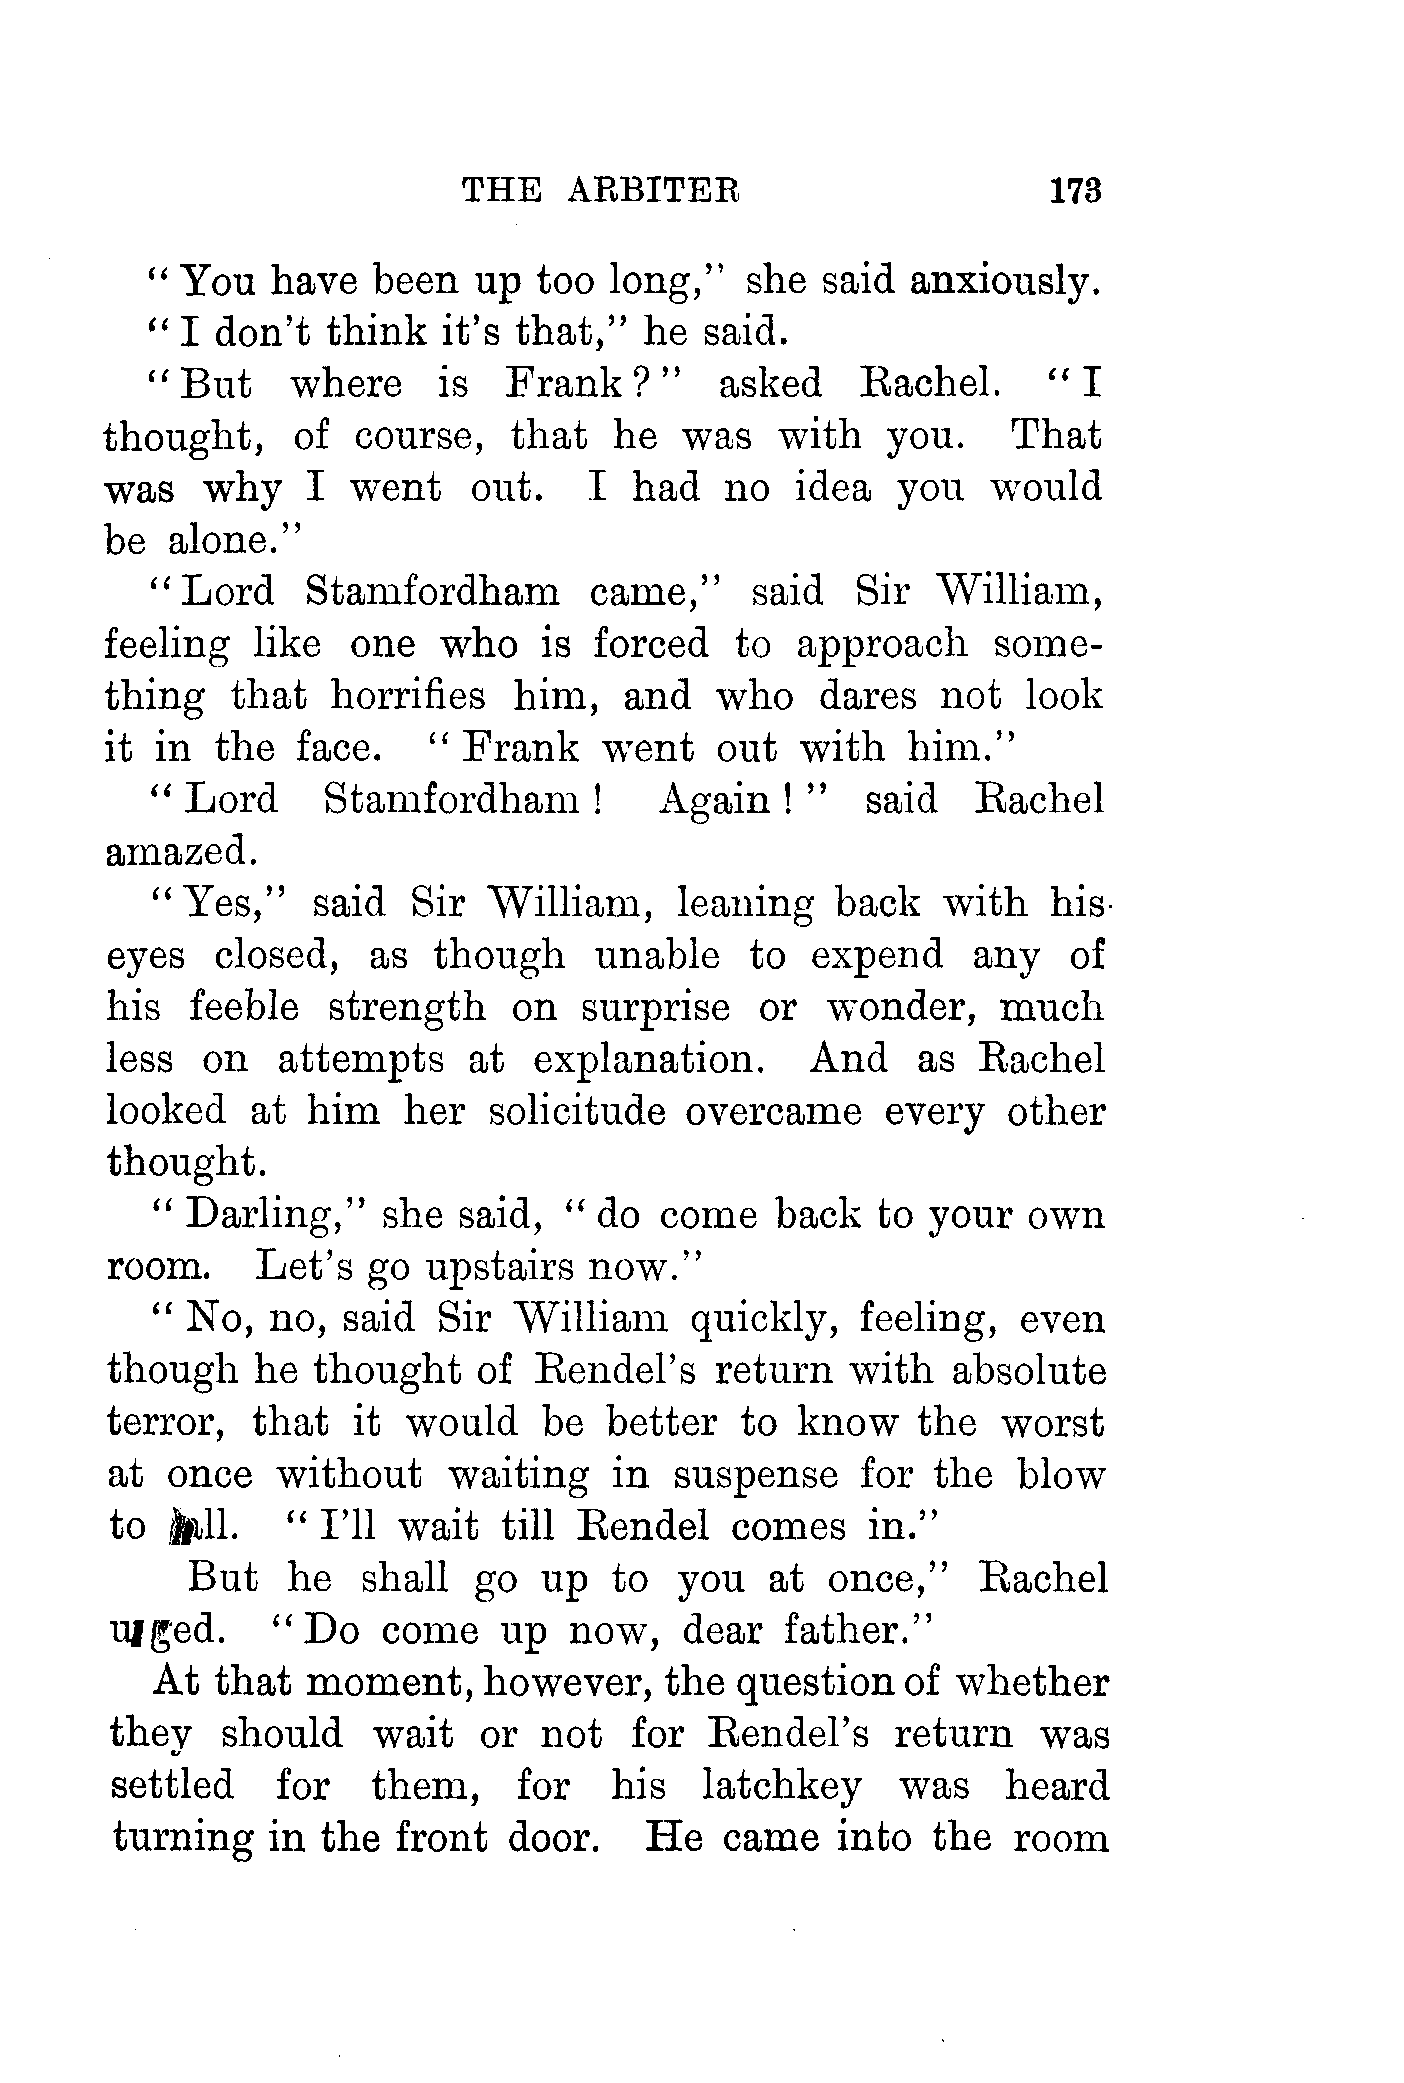 THE ARBITER 173
" You have been up too long," she said anxiously.
" I don't think it's that," he said.
" But where is Frank ? " asked Rachel. " I
thought, of course, that he was with you. That
was why I went out. I had no idea you would
be alone."
" Lord Stamfordham came," said Sir William,
feeling like one who is forced to approach some-
thing that horrifies him, and who dares not look
it in the face. " Frank went out with him."
" Lord Stamfordham ! Again ! " said Rachel
amazed.
" Yes," said Sir William, leaning back with his
eyes closed, as though unable to expend any of
his feeble strength on surprise or wonder, much
less on attempts at explanation. And as Rachel
looked at him her solicitude overcame every other
thought.
" Darling," she said, " do come back to your own
room. Let's go upstairs now."
" No, no, said Sir William quickly, feeling, even
though he thought of Rendel's return with absolute
terror, that it would be better to know the worst
at once without waiting in suspense for the blow
to fall. " I'll wait till Rendel comes in."
But he shall go up to you at once," Rachel
urged. " Do come up now, dear father."
At that moment, however, the question of whether
they should wait or not for Rendel's return was
settled for them, for his latchkey was heard
turning in the front door. He came into the room